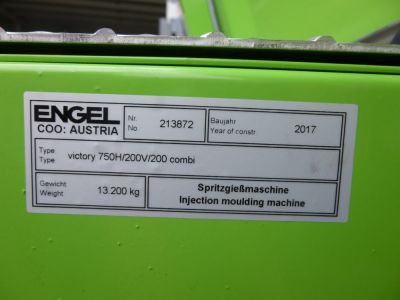 ENGEL
COO: AUSTRIA
Nr. No. 213872
Baujahr Year of constr 2017
Type
Type victory 750H/200V/200 combi
Gewicht
Weight 13.200 kg
Spritzgießmaschine
Injection moulding machine